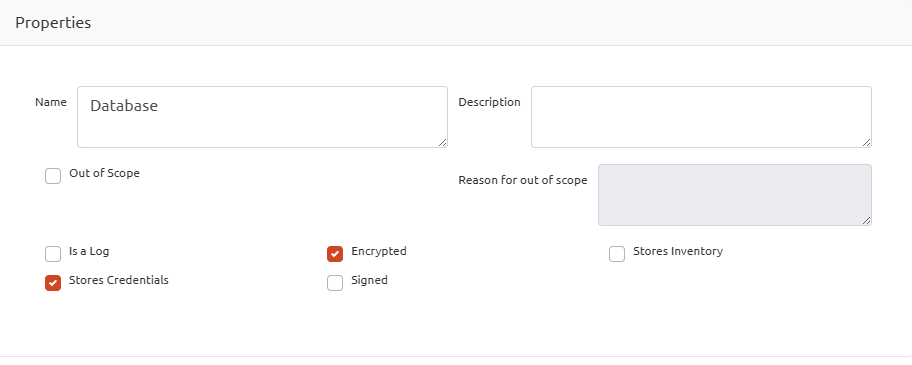 Properties
Name
Database
Description
Out of Scope
Reason for out of scope
Is a Log
Encrypted
Stores Inventory
Stores Credentials
Signed